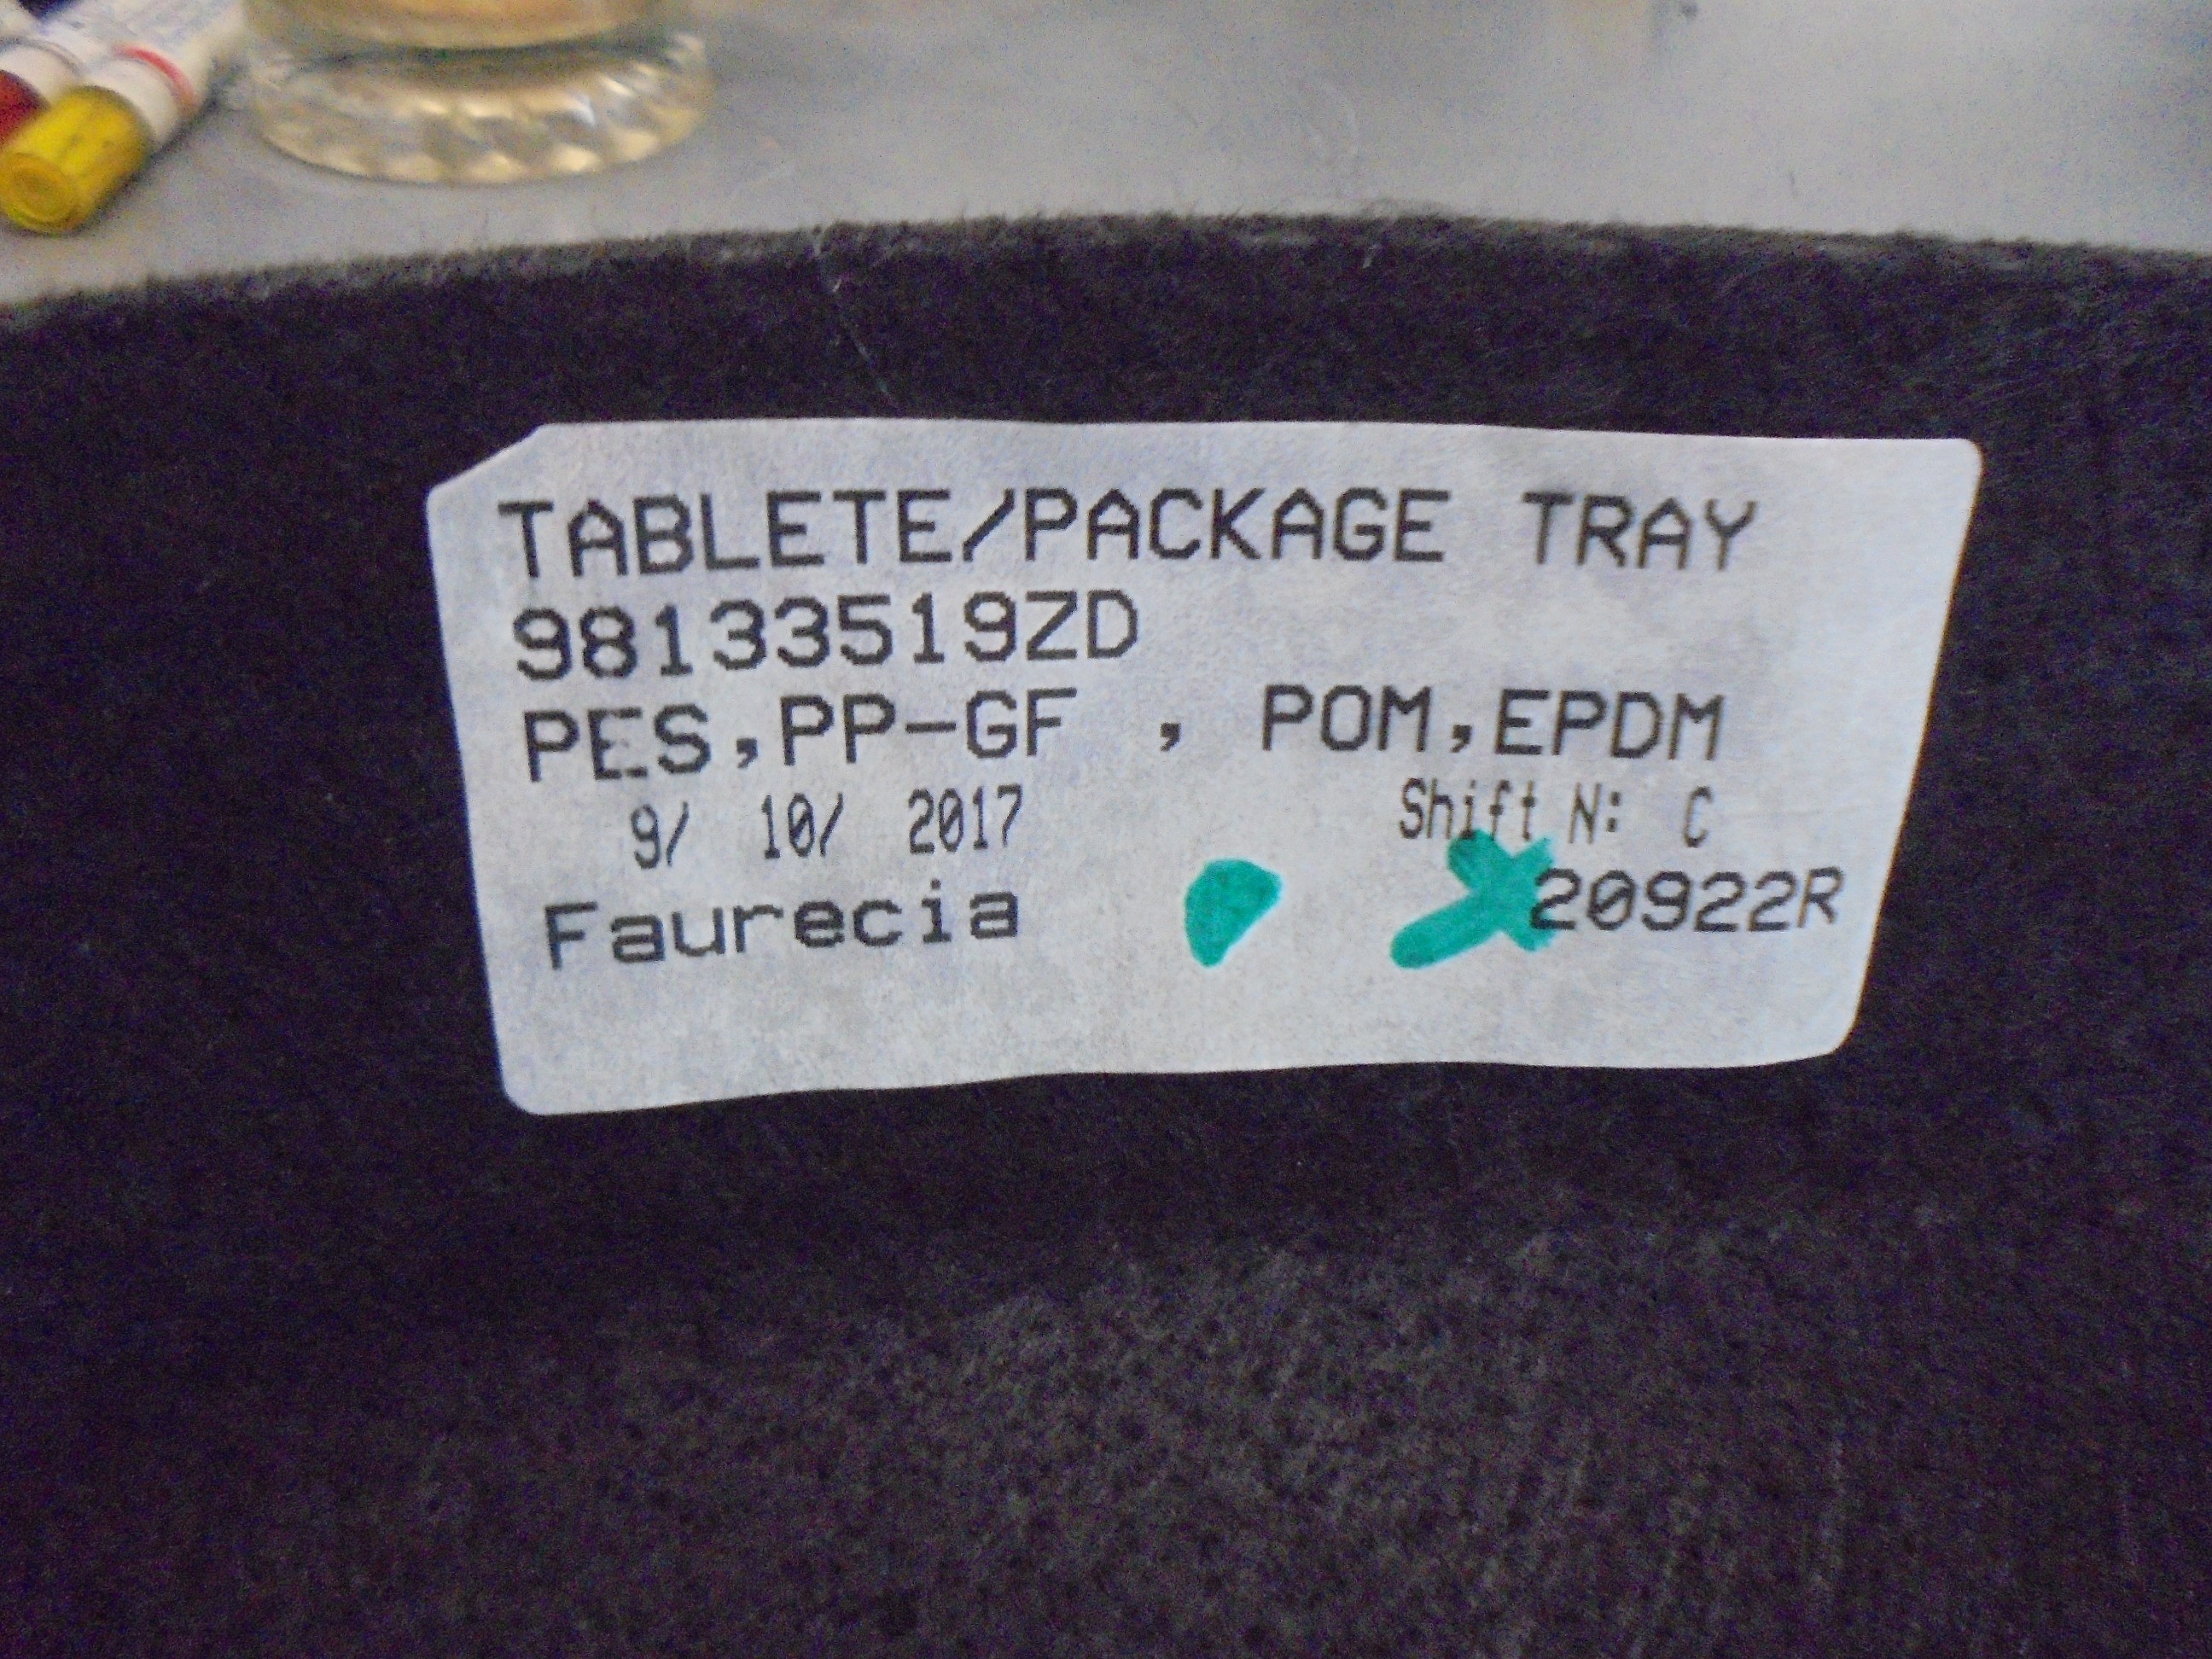 TABLETE/PACKAGE TRAY
98133519ZD
PES,PP-GF , POM,EPDM
9/ 10/ 2017 Shift N: C
Faurecia 20922R